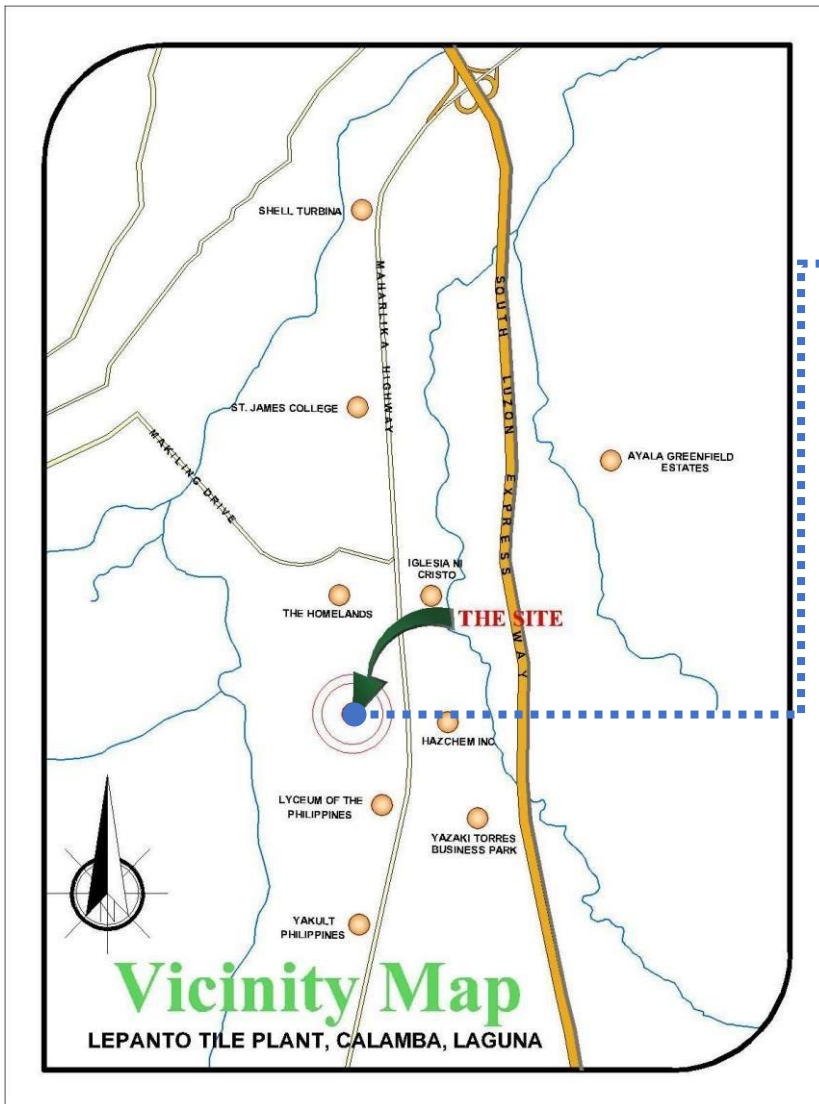 SHELL TURBINA
MAHARLIKA HIGHWAY
SOUTH LUZON EXPRESS WAY
ST. JAMES COLLEGE
MAKILING DRIVE
AYALA GREENFIELD
ESTATES
IGLESIA NI
CRISTO
THE HOMELANDS
THE SITE
HAZCHEM INC
LYCEUM OF THE
PHILIPPINES
YAZAKI TORRES
BUSINESS PARK
YAKULT
PHILIPPINES
N
Vicinity Map
LEPANTO TILE PLANT, CALAMBA, LAGUNA